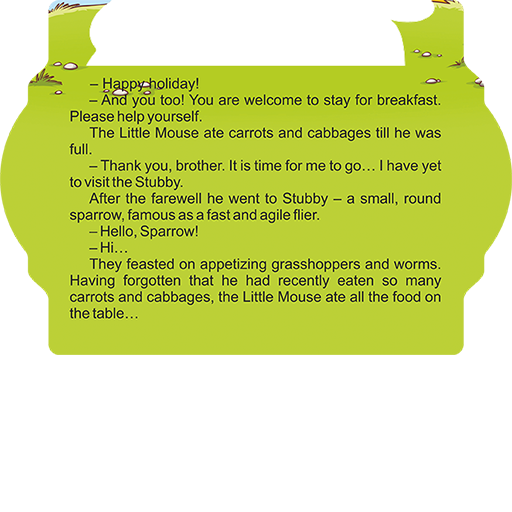 – Happy holiday!
– And you too! You are welcome to stay for breakfast.
Please help yourself.
The Little Mouse ate carrots and cabbages till he was
full.
– Thank you, brother. It is time for me to go… I have yet
to visit the Stubby.
After the farewell he went to Stubby – a small, round
sparrow, famous as a fast and agile flier.
– Hello, Sparrow!
– Hi…
They feasted on appetizing grasshoppers and worms.
Having forgotten that he had recently eaten so many
carrots and cabbages, the Little Mouse ate all the food on
the table…